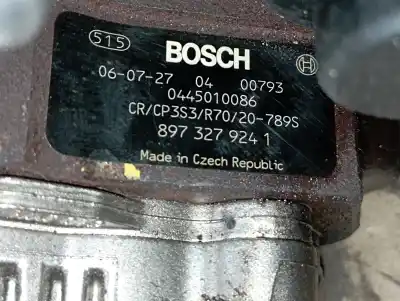 515 BOSCH
06-07-27 04 00793
0445010086
CR/CP3S3/R70/20-789S
897 327 924 1
Made in Czech Republic